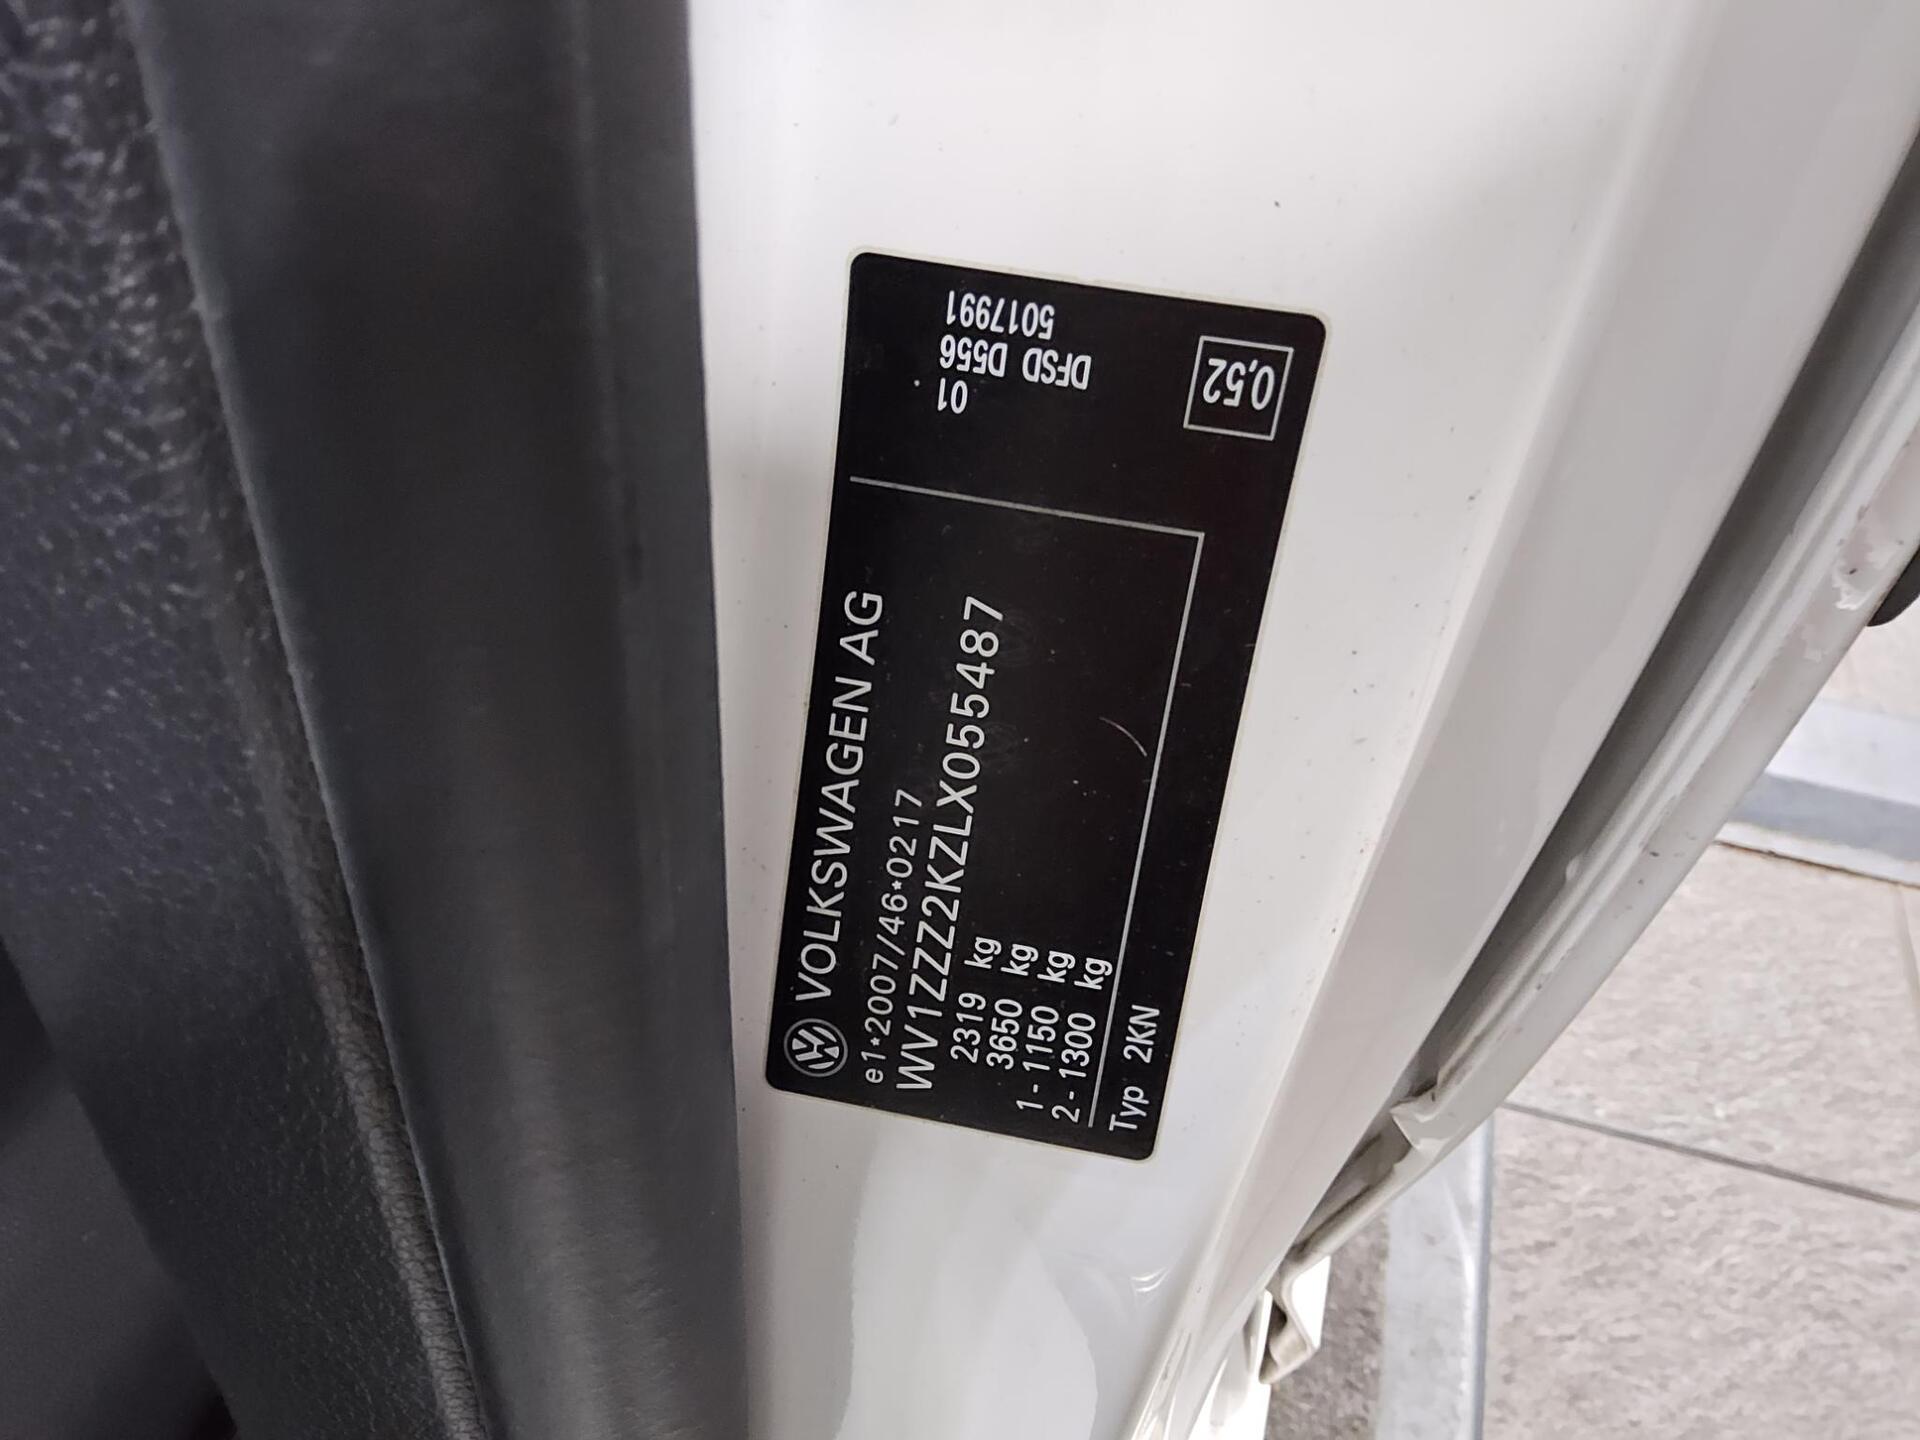 VOLKSWAGEN AG
e1*2007/46*0217
WV1ZZZ2KZLX055487
2319 kg
3650 kg
1 - 1150 kg
2 - 1300 kg
Typ 2KN
01
DFSD D556
5017991
0,52